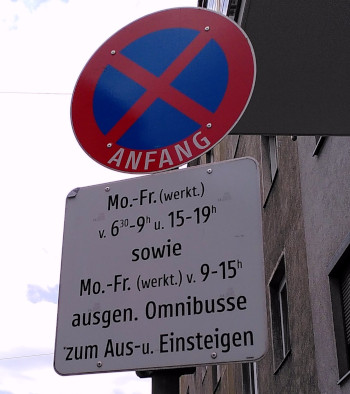 ANFANG
Mo.-Fr. (werkt.)
v. 6³⁰-9ʰ u. 15-19ʰ
sowie
Mo.-Fr. (werkt.) v. 9-15ʰ
ausgen. Omnibusse
zum Aus- u. Einsteigen